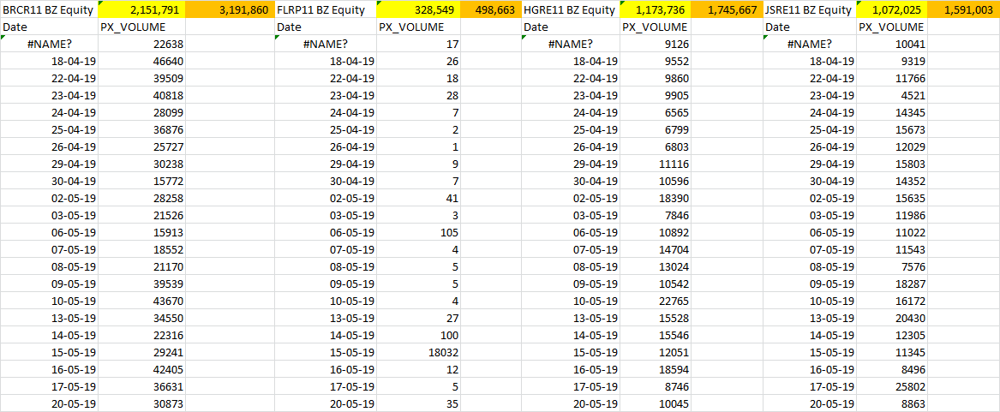 BRCR11 BZ Equity 2,151,791 3,191,860 FLRP11 BZ Equity 328,549 498,663 HGRE11 BZ Equity 1,173,736 1,745,667 JSRE11 BZ Equity 1,072,025 1,591,003
Date PX_VOLUME Date PX_VOLUME Date PX_VOLUME Date PX_VOLUME
#NAME? 22638 #NAME? 17 #NAME? 9126 #NAME? 10041
18-04-19 46640 18-04-19 26 18-04-19 9552 18-04-19 9319
22-04-19 39509 22-04-19 18 22-04-19 9860 22-04-19 11766
23-04-19 40818 23-04-19 28 23-04-19 9905 23-04-19 4521
24-04-19 28099 24-04-19 7 24-04-19 6565 24-04-19 14345
25-04-19 36876 25-04-19 2 25-04-19 6799 25-04-19 15673
26-04-19 25727 26-04-19 1 26-04-19 6803 26-04-19 12029
29-04-19 30238 29-04-19 9 29-04-19 11116 29-04-19 15803
30-04-19 15772 30-04-19 7 30-04-19 10596 30-04-19 14352
02-05-19 28258 02-05-19 41 02-05-19 18390 02-05-19 15635
03-05-19 21526 03-05-19 3 03-05-19 7846 03-05-19 11986
06-05-19 15913 06-05-19 105 06-05-19 10892 06-05-19 11022
07-05-19 18552 07-05-19 4 07-05-19 14704 07-05-19 11543
08-05-19 21170 08-05-19 5 08-05-19 13024 08-05-19 7576
09-05-19 39539 09-05-19 5 09-05-19 10542 09-05-19 18287
10-05-19 43670 10-05-19 4 10-05-19 22765 10-05-19 16172
13-05-19 34550 13-05-19 27 13-05-19 15528 13-05-19 20430
14-05-19 22316 14-05-19 100 14-05-19 15546 14-05-19 12305
15-05-19 29241 15-05-19 18032 15-05-19 12051 15-05-19 11345
16-05-19 42405 16-05-19 12 16-05-19 18594 16-05-19 8496
17-05-19 36631 17-05-19 5 17-05-19 8746 17-05-19 25802
20-05-19 30873 20-05-19 35 20-05-19 10045 20-05-19 8863